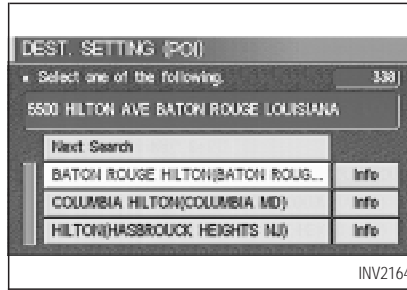 DEST. SETTING (POI)
Select one of the following. 338
5500 HILTON AVE BATON ROUGE LOUISIANA
Next Search
BATON ROUGE HILTON(BATON ROUG... Info
COLUMBIA HILTON(COLUMBIA MD) Info
HILTON(HASBROUCK HEIGHTS NJ) Info
INV2164